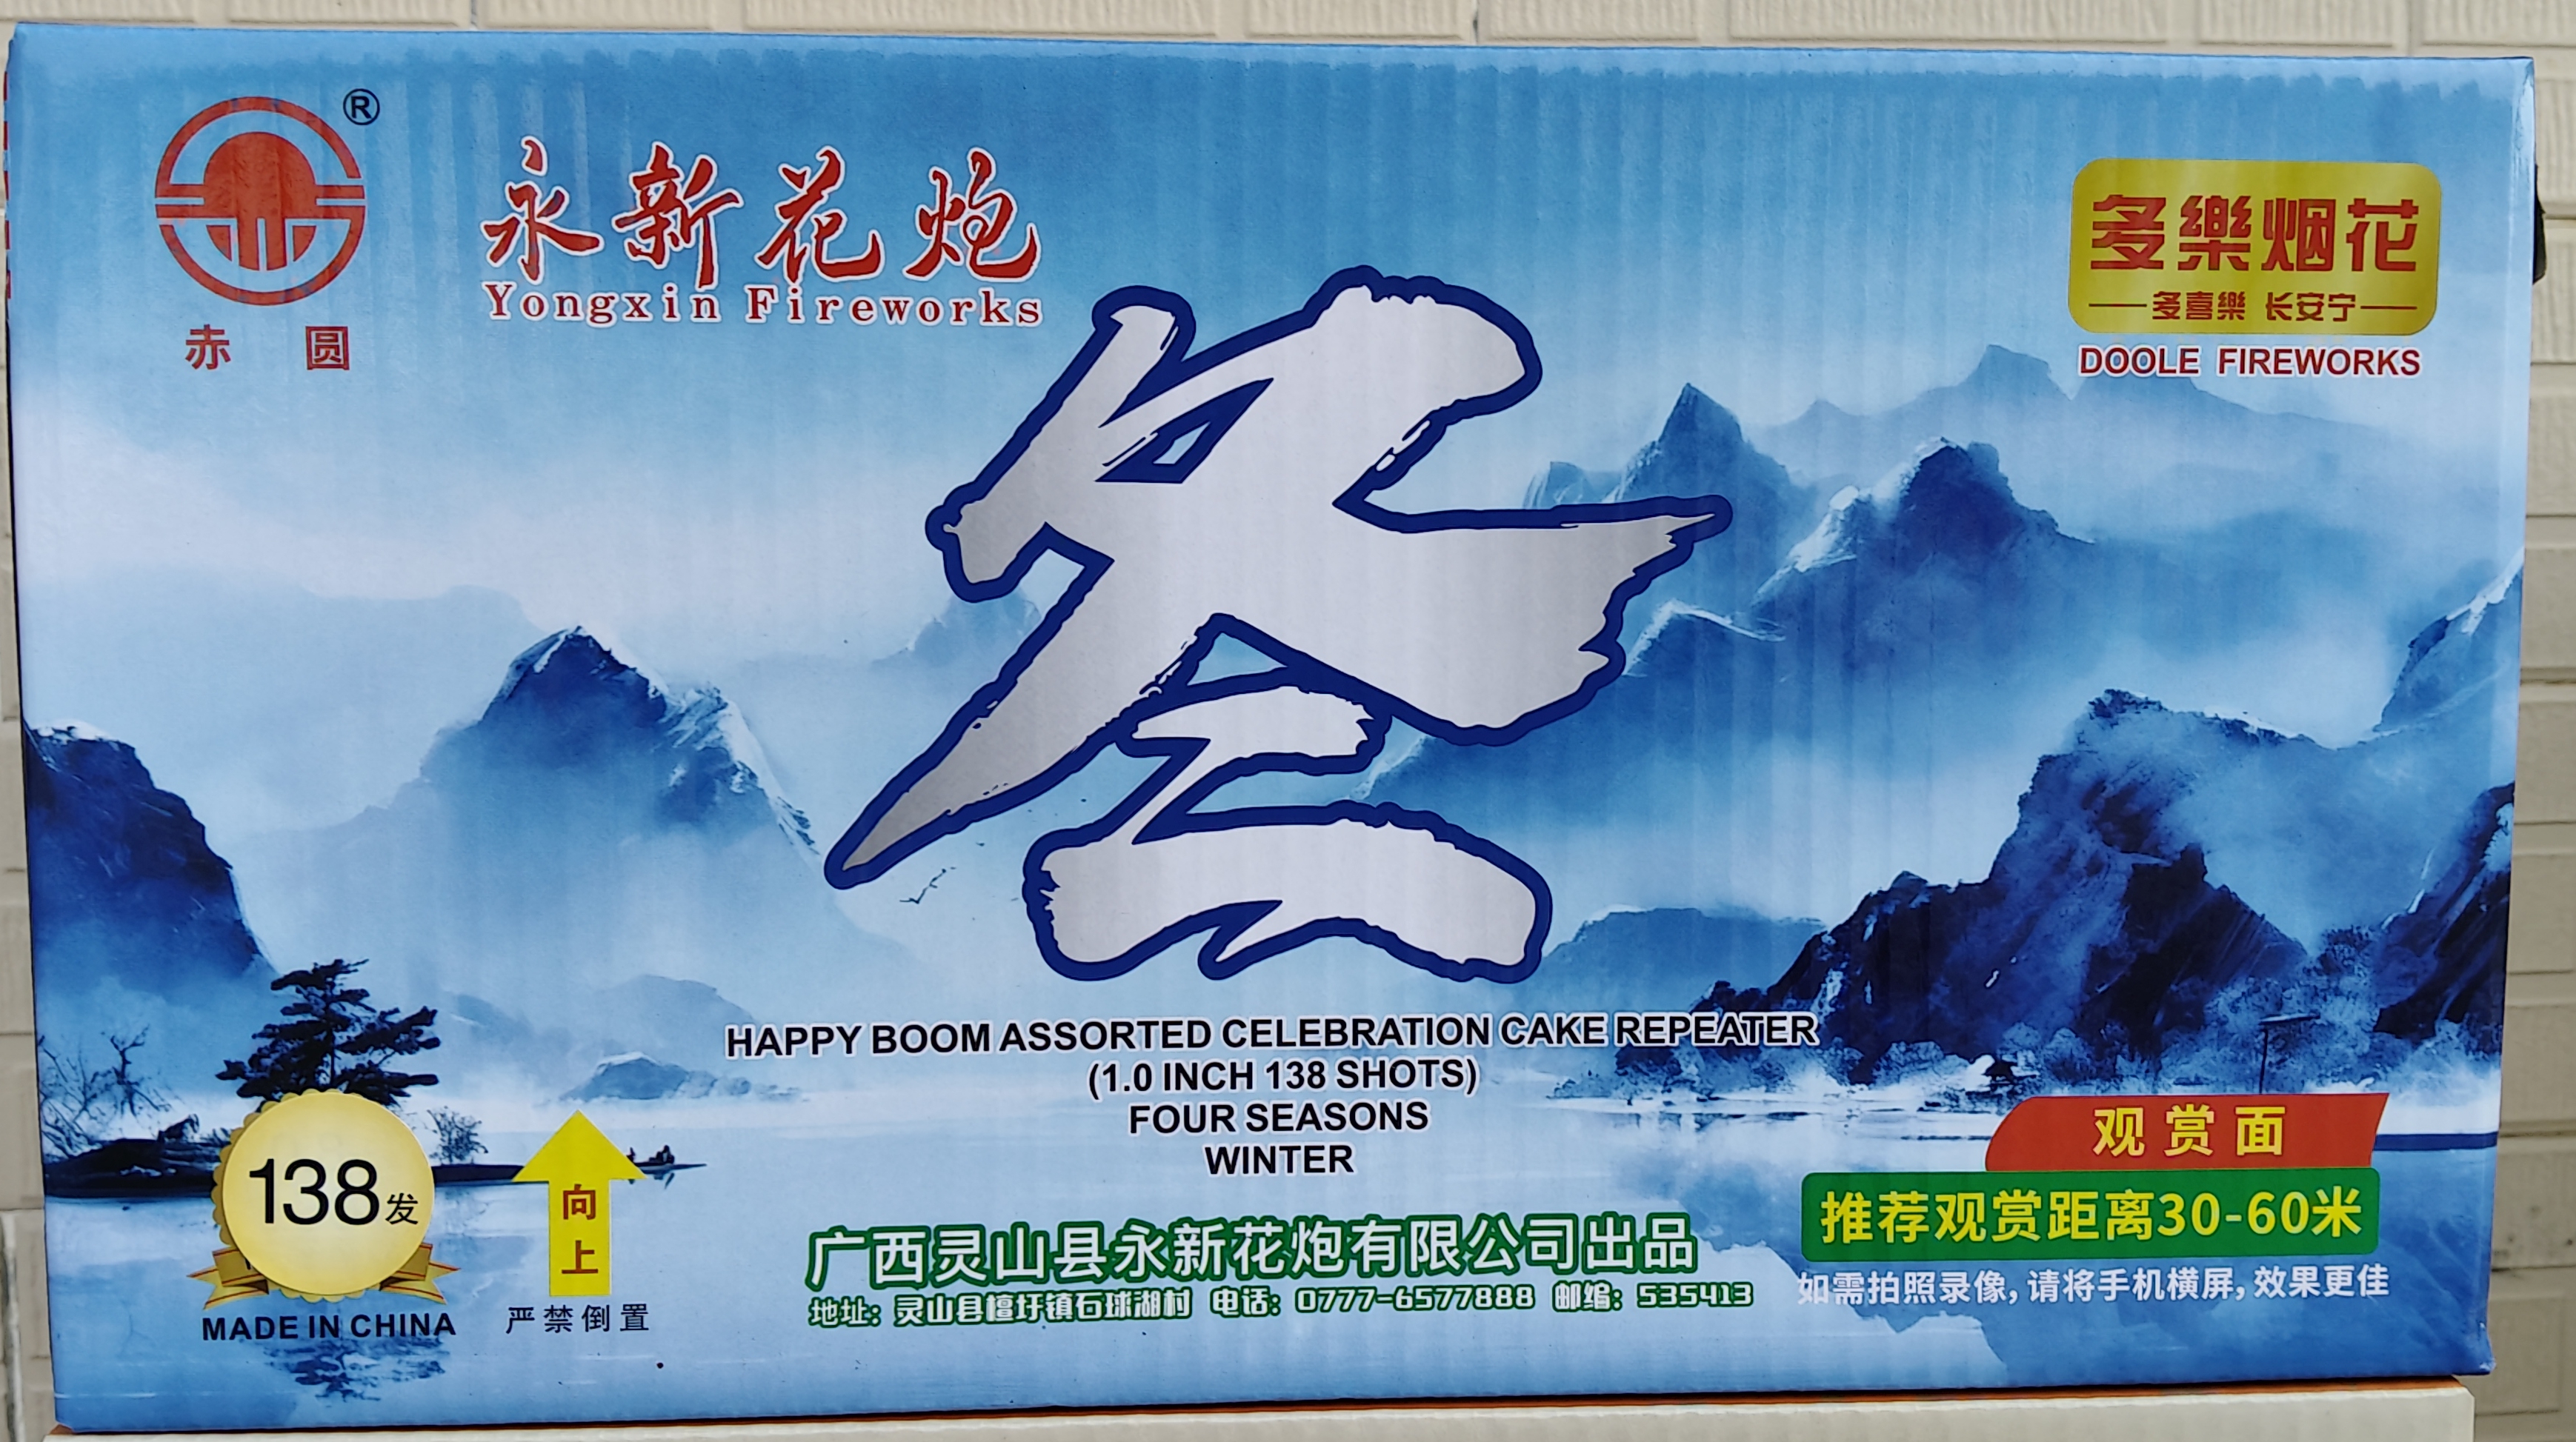 ®
赤 圆
永新花炮
Yongxin Fireworks
多樂烟花
多喜樂 长安宁
DOOLE FIREWORKS
冬
HAPPY BOOM ASSORTED CELEBRATION CAKE REPEATER
(1.0 INCH 138 SHOTS)
FOUR SEASONS
WINTER
138发
MADE IN CHINA
向上
严禁倒置
广西灵山县永新花炮有限公司出品
地址：灵山县檀圩镇石球湖村 电话：0777-6577888 邮编：535413
观赏面
推荐观赏距离30-60米
如需拍照录像，请将手机横屏，效果更佳